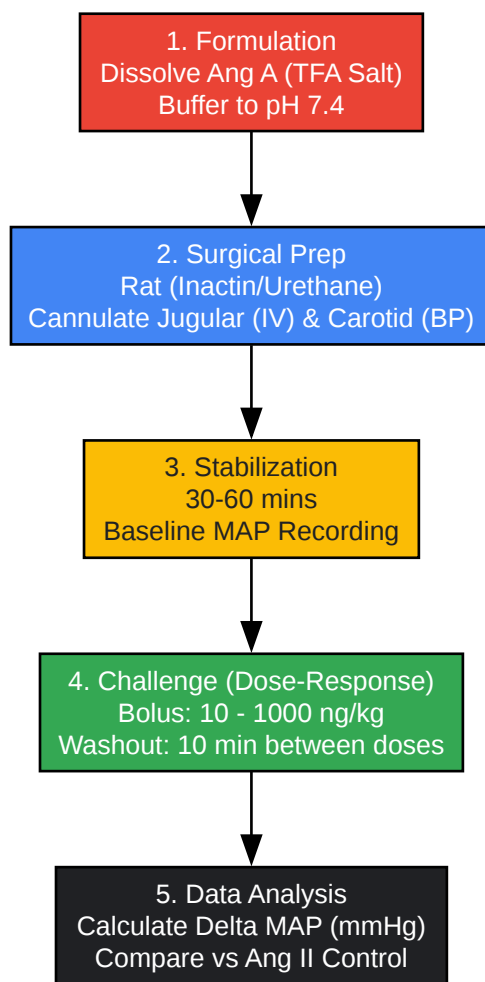 1. Formulation
Dissolve Ang A (TFA Salt)
Buffer to pH 7.4
2. Surgical Prep
Rat (Inactin/Urethane)
Cannulate Jugular (IV) & Carotid (BP)
3. Stabilization
30-60 mins
Baseline MAP Recording
4. Challenge (Dose-Response)
Bolus: 10 - 1000 ng/kg
Washout: 10 min between doses
5. Data Analysis
Calculate Delta MAP (mmHg)
Compare vs Ang II Control